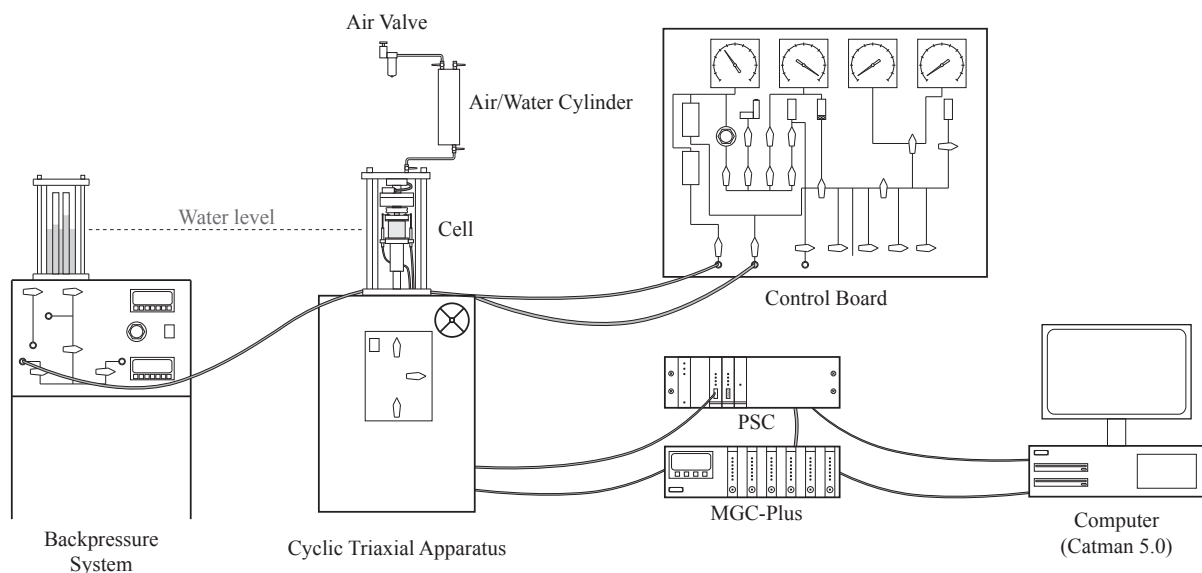 Air Valve
Air/Water Cylinder
Water level
Cell
Control Board
PSC
MGC-Plus
Backpressure
System
Cyclic Triaxial Apparatus
Computer
(Catman 5.0)